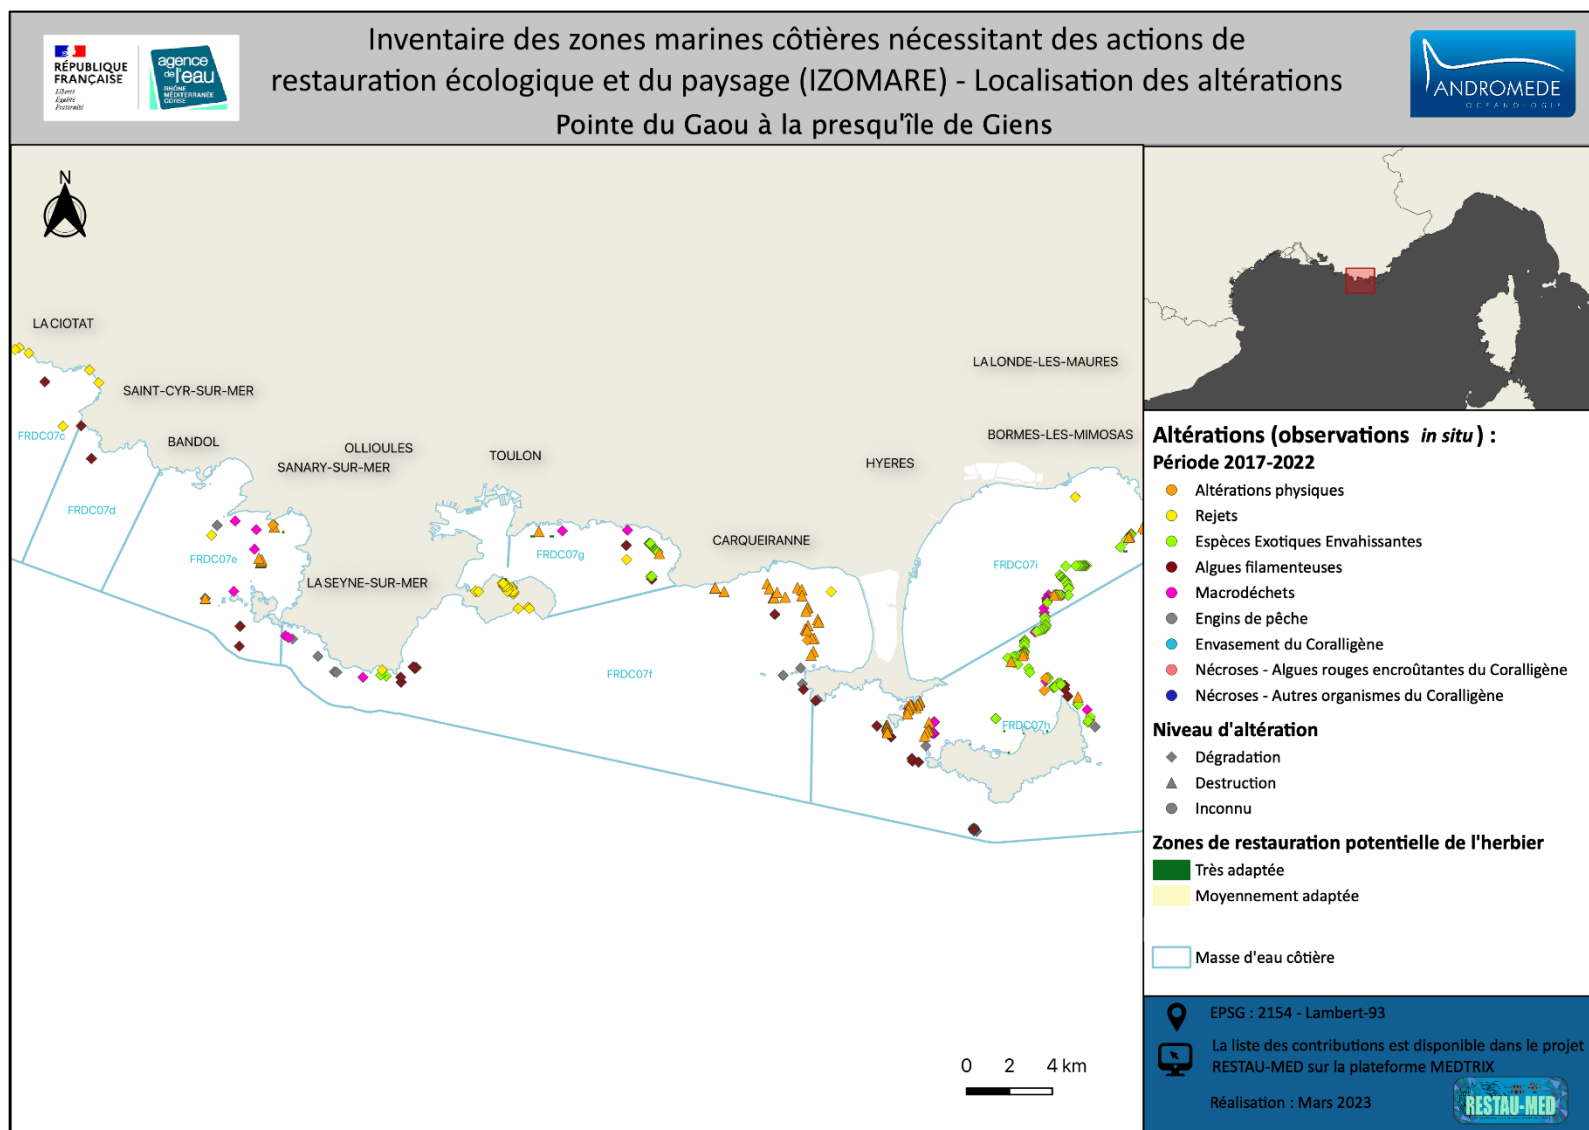 RÉPUBLIQUE
FRANÇAISE
Liberté
Égalité
Fraternité
agence
de l'eau
RHÔNE
MÉDITERRANÉE
CORSE
Inventaire des zones marines côtières nécessitant des actions de
restauration écologique et du paysage (IZOMARE) - Localisation des altérations
Pointe du Gaou à la presqu'île de Giens
ANDROMEDE
OCEANOLOGIE
N
LA CIOTAT
SAINT-CYR-SUR-MER
BANDOL
OLLIOULES
SANARY-SUR-MER
TOULON
LA SEYNE-SUR-MER
CARQUEIRANNE
HYERES
LA LONDE-LES-MAURES
BORMES-LES-MIMOSAS
FRDC07c
FRDC07d
FRDC07e
FRDC07g
FRDC07f
FRDC07i
FRDC07h
0 2 4 km
Altérations (observations in situ) :
Période 2017-2022
Altérations physiques
Rejets
Espèces Exotiques Envahissantes
Algues filamenteuses
Macrodéchets
Engins de pêche
Envasement du Coralligène
Nécroses - Algues rouges encroûtantes du Coralligène
Nécroses - Autres organismes du Coralligène
Niveau d'altération
Dégradation
Destruction
Inconnu
Zones de restauration potentielle de l'herbier
Très adaptée
Moyennement adaptée
Masse d'eau côtière
EPSG : 2154 - Lambert-93
La liste des contributions est disponible dans le projet
RESTAU-MED sur la plateforme MEDTRIX
Réalisation : Mars 2023
RESTAU-MED